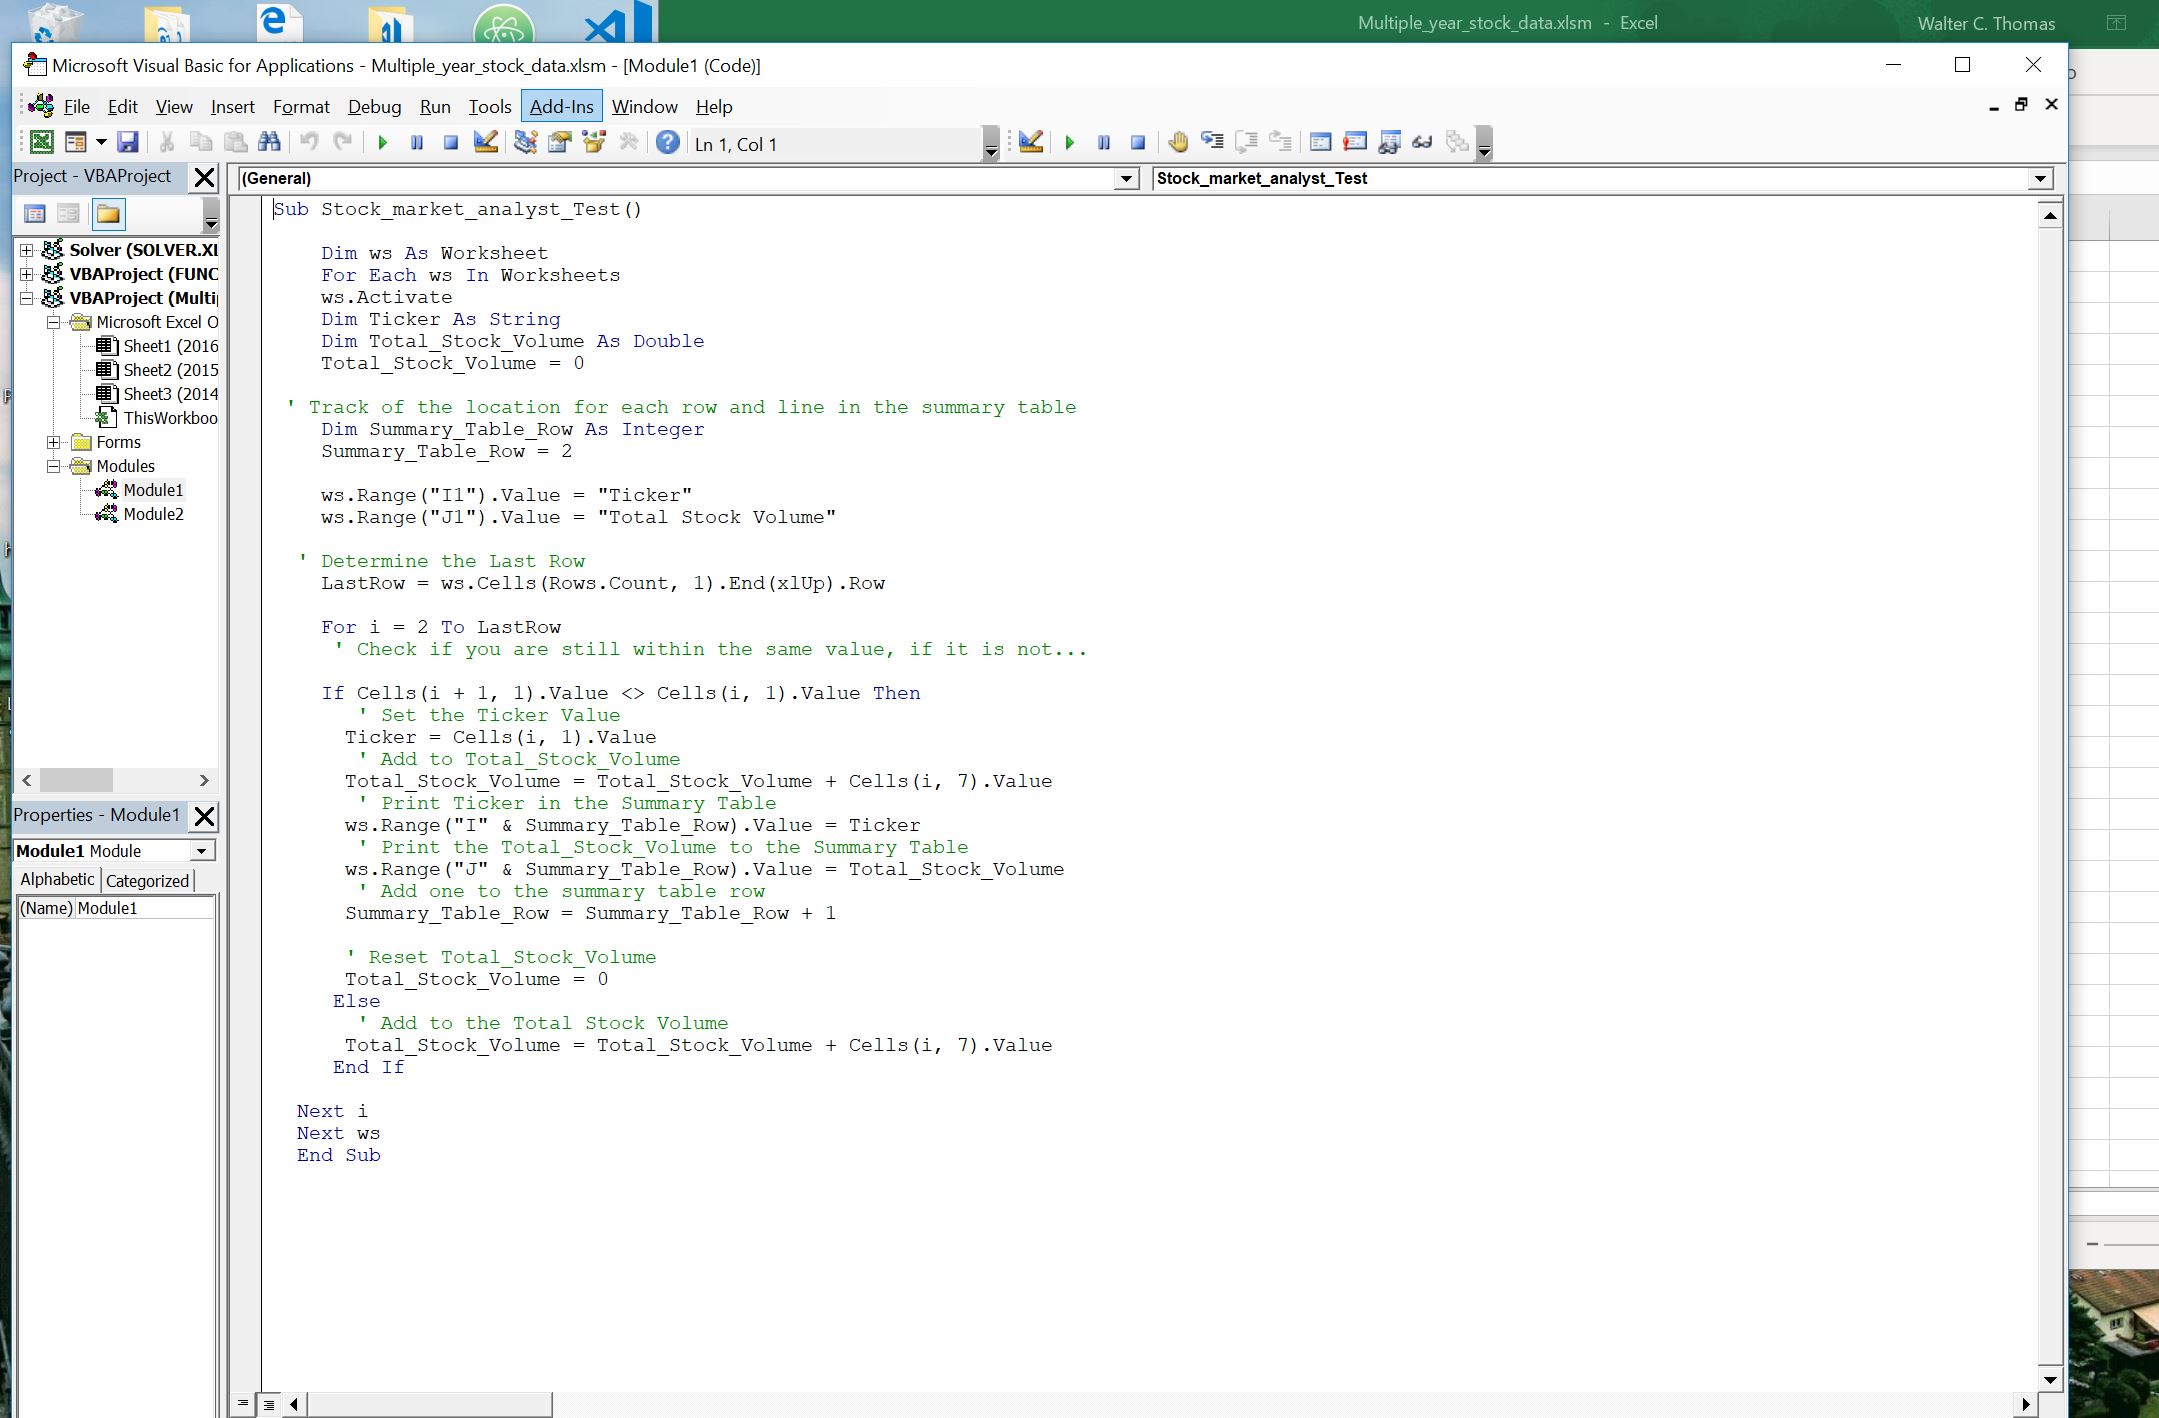 Multiple_year_stock_data.xlsm - Excel
Walter C. Thomas
Microsoft Visual Basic for Applications - Multiple_year_stock_data.xlsm - [Module1 (Code)]
File Edit View Insert Format Debug Run Tools Add-Ins Window Help
Ln 1, Col 1
Project - VBAProject
(General)
Stock_market_analyst_Test
Solver (SOLVER.XL
VBAProject (FUNC
VBAProject (Multi
Microsoft Excel O
Sheet1 (2016
Sheet2 (2015
Sheet3 (2014
ThisWorkboo
Forms
Modules
Module1
Module2
Properties - Module1
Module1 Module
Alphabetic Categorized
(Name) Module1
Sub Stock_market_analyst_Test()
Dim ws As Worksheet
For Each ws In Worksheets
ws.Activate
Dim Ticker As String
Dim Total_Stock_Volume As Double
Total_Stock_Volume = 0
' Track of the location for each row and line in the summary table
Dim Summary_Table_Row As Integer
Summary_Table_Row = 2
ws.Range("I1").Value = "Ticker"
ws.Range("J1").Value = "Total Stock Volume"
' Determine the Last Row
LastRow = ws.Cells(Rows.Count, 1).End(xlUp).Row
For i = 2 To LastRow
' Check if you are still within the same value, if it is not...
If Cells(i + 1, 1).Value <> Cells(i, 1).Value Then
' Set the Ticker Value
Ticker = Cells(i, 1).Value
' Add to Total_Stock_Volume
Total_Stock_Volume = Total_Stock_Volume + Cells(i, 7).Value
' Print Ticker in the Summary Table
ws.Range("I" & Summary_Table_Row).Value = Ticker
' Print the Total_Stock_Volume to the Summary Table
ws.Range("J" & Summary_Table_Row).Value = Total_Stock_Volume
' Add one to the summary table row
Summary_Table_Row = Summary_Table_Row + 1
' Reset Total_Stock_Volume
Total_Stock_Volume = 0
Else
' Add to the Total Stock Volume
Total_Stock_Volume = Total_Stock_Volume + Cells(i, 7).Value
End If
Next i
Next ws
End Sub